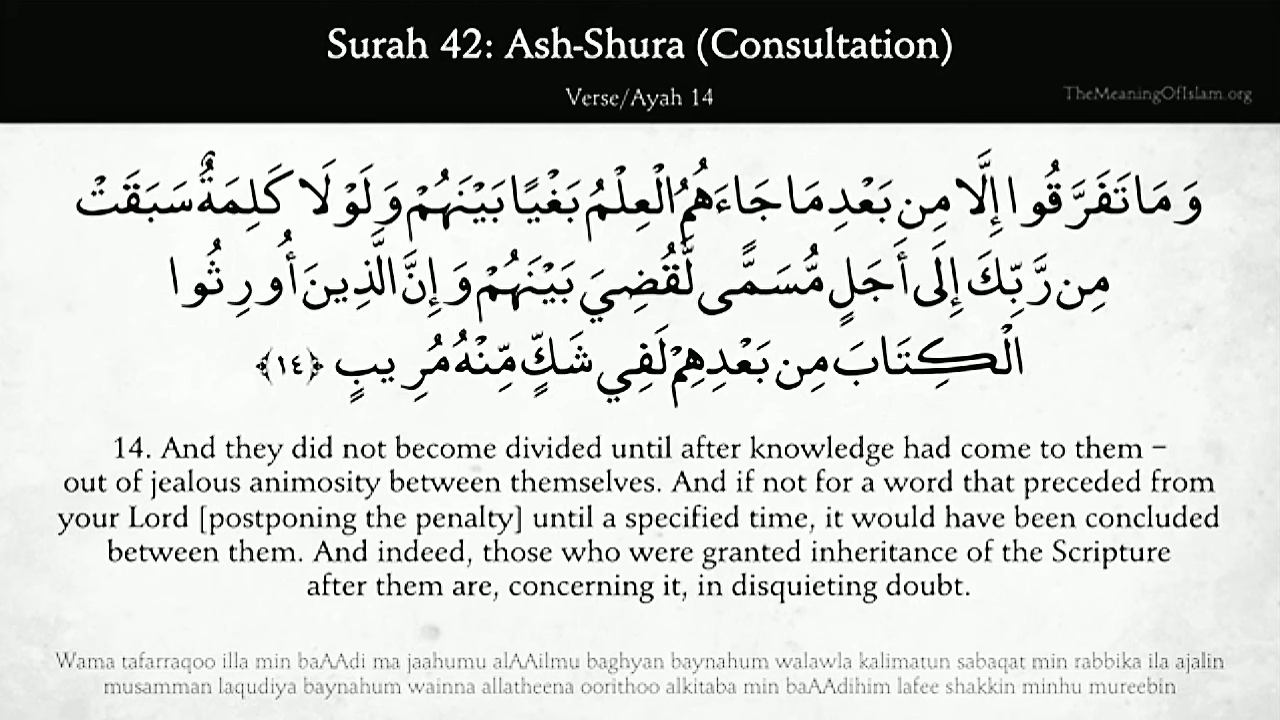 Surah 42: Ash-Shura (Consultation)
Verse/Ayah 14
TheMeaningOfIslam.org
وَمَا تَفَرَّقُوا إِلَّا مِن بَعْدِ مَا جَاءَهُمُ الْعِلْمُ بَغْيًا بَيْنَهُمْ وَلَوْلَا كَلِمَةٌ سَبَقَتْ
مِن رَّبِّكَ إِلَى أَجَلٍ مُّسَمًّى لَّقُضِيَ بَيْنَهُمْ وَإِنَّ الَّذِينَ أُورِثُوا
الْكِتَابَ مِن بَعْدِهِمْ لَفِي شَكٍّ مِّنْهُ مُرِيبٍ ﴿١٤﴾
14. And they did not become divided until after knowledge had come to them –
out of jealous animosity between themselves. And if not for a word that preceded from
your Lord [postponing the penalty] until a specified time, it would have been concluded
between them. And indeed, those who were granted inheritance of the Scripture
after them are, concerning it, in disquieting doubt.
Wama tafarraqoo illa min baAAdi ma jaahumu alAAilmu baghyan baynahum walawla kalimatun sabaqat min rabbika ila ajalin
musamman laqudiya baynahum wainna allatheena oorithoo alkitaba min baAAdihim lafee shakkin minhu mureebin